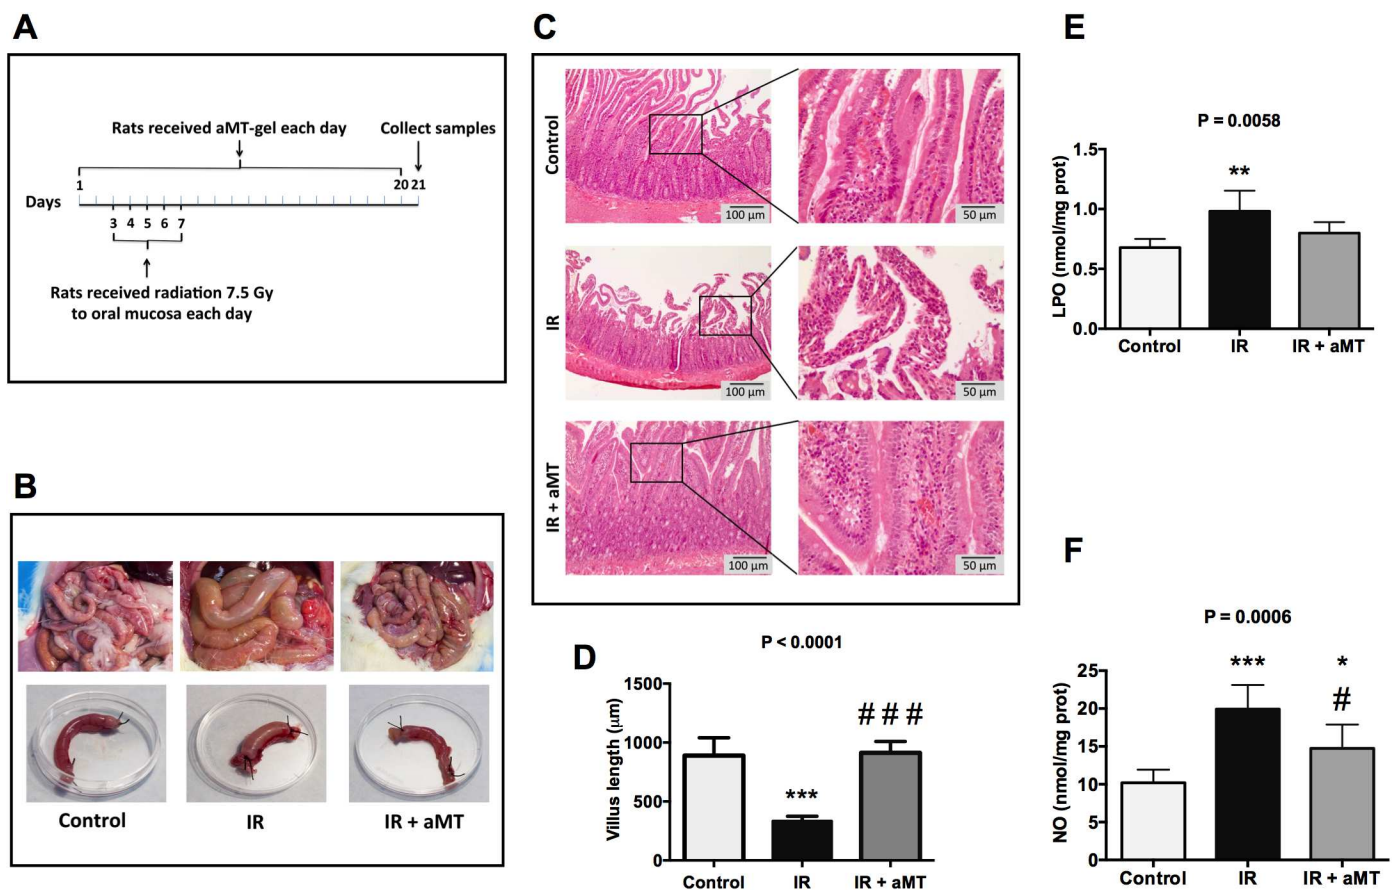 A
Rats received aMT-gel each day
Collect samples
1
20 21
Days
3 4 5 6 7
Rats received radiation 7.5 Gy
to oral mucosa each day
B
Control
IR
IR + aMT
C
Control
100 µm
50 µm
IR
100 µm
50 µm
IR + aMT
100 µm
50 µm
D
P < 0.0001
Villus length (µm)
1500
1000
500
0
***
# # #
Control
IR
IR + aMT
E
P = 0.0058
LPO (nmol/mg prot)
1.5
1.0
0.5
0.0
**
Control
IR
IR + aMT
F
P = 0.0006
NO (nmol/mg prot)
25
20
15
10
5
0
***
*
#
Control
IR
IR + aMT